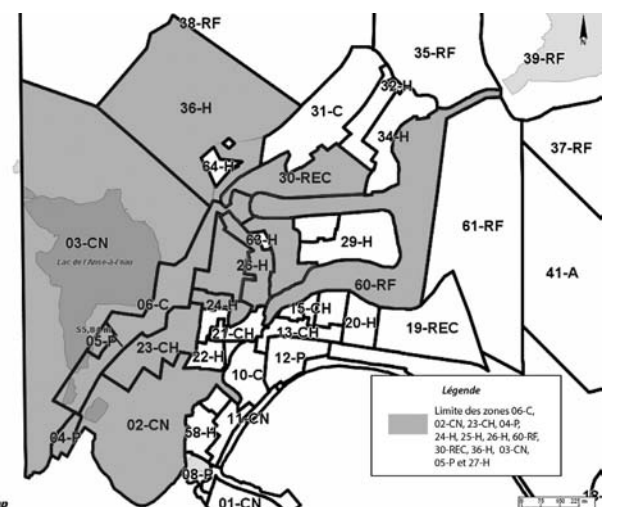 38-RF
35-RF
39-RF
36-H
31-C
32-H
34-H
37-RF
64-H
30-REC
61-RF
03-CN
63-H
29-H
Lac de l'Anse-à-l'eau
26-H
60-RF
41-A
06-C
24-H
15-CH
55,84 m
05-P
21-CH
13-CH
20-H
19-REC
23-CH
22-H
12-P
10-C
Légende
Limite des zones 06-C,
02-CN, 23-CH, 04-P,
24-H, 25-H, 26-H, 60-RF,
30-REC, 36-H, 03-CN,
05-P et 27-H
02-CN
11-CN
04-P
58-H
08-P
01-CN
N